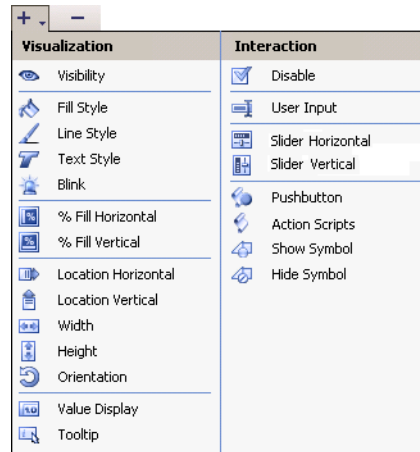 Visualization
Visibility
Fill Style
Line Style
Text Style
Blink
% Fill Horizontal
% Fill Vertical
Location Horizontal
Location Vertical
Width
Height
Orientation
Value Display
Tooltip
Interaction
Disable
User Input
Slider Horizontal
Slider Vertical
Pushbutton
Action Scripts
Show Symbol
Hide Symbol